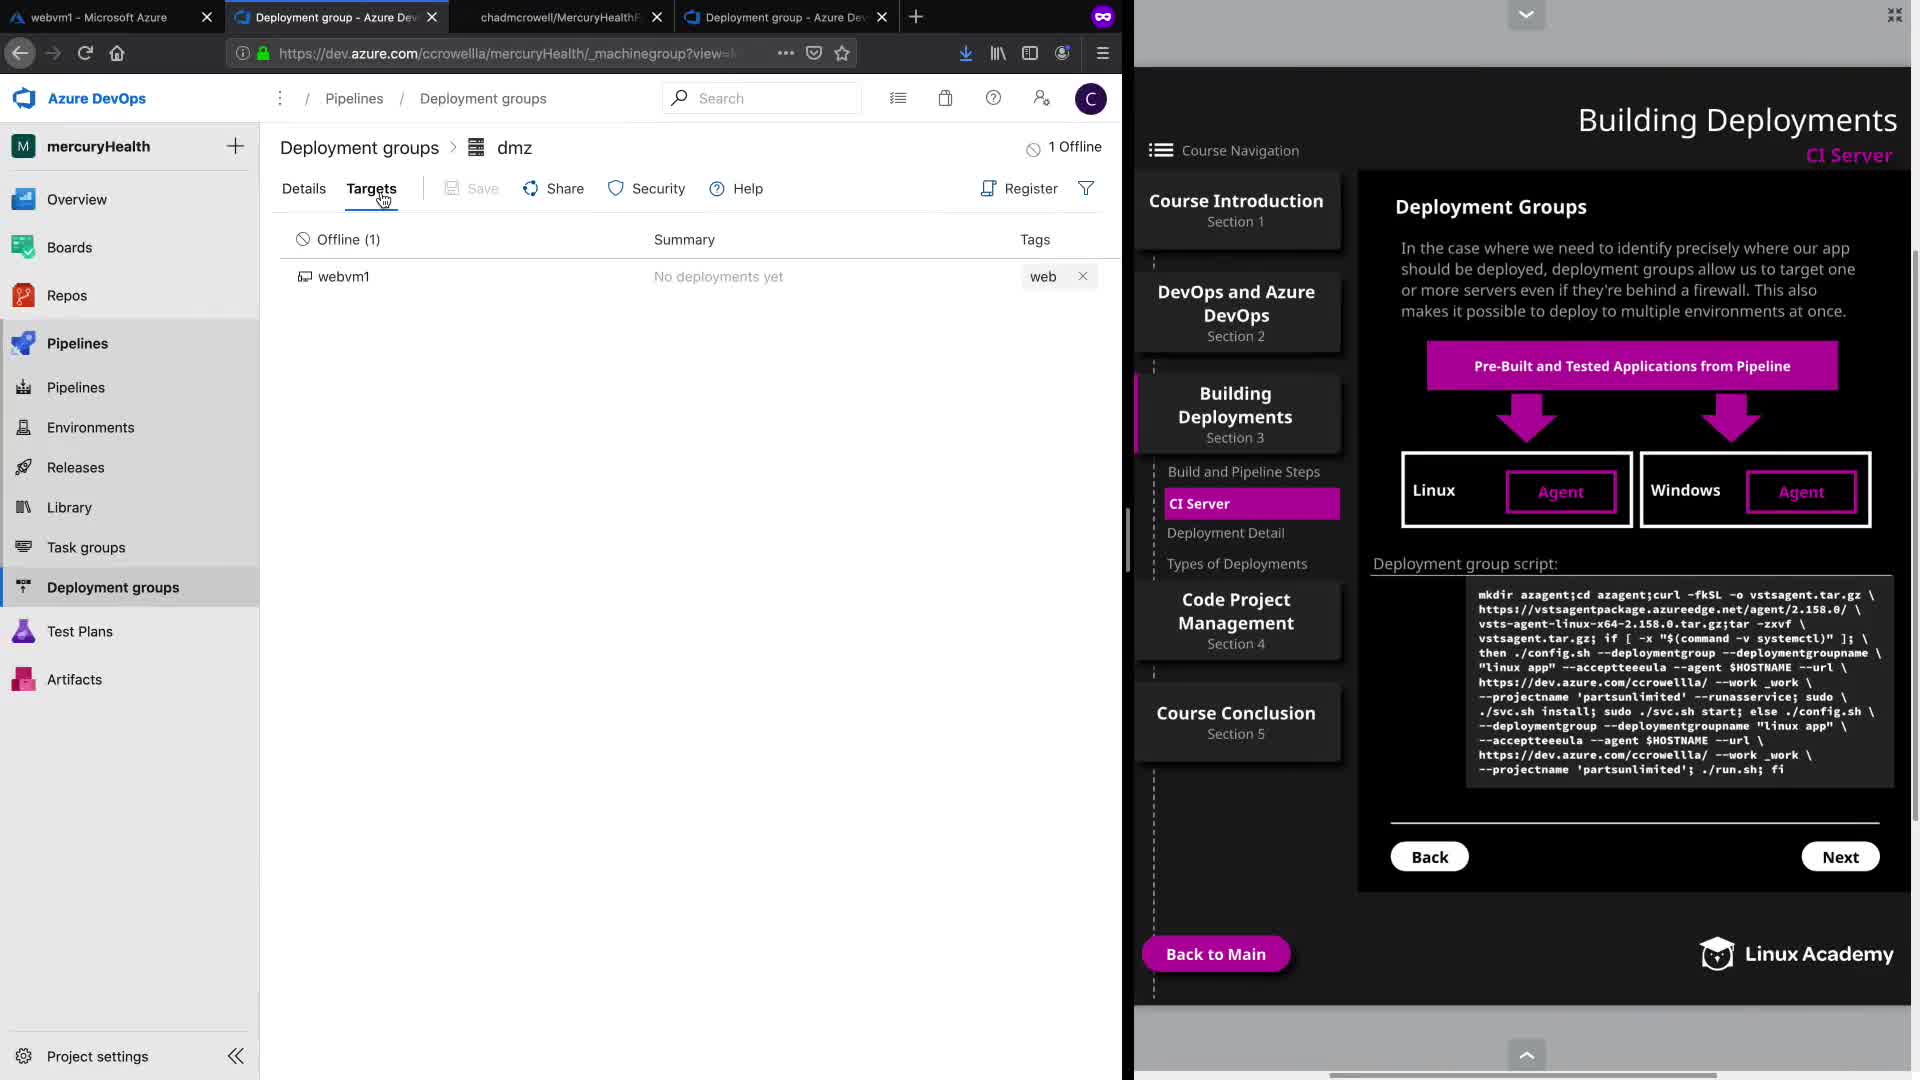 webvm1 - Microsoft Azure
Deployment group - Azure Dev
chadmcrowell/MercuryHealthF
Deployment group - Azure Dev
https://dev.azure.com/ccrowellla/mercuryHealth/_machinegroup?view=M
Azure DevOps
/ Pipelines / Deployment groups
Search
C
M mercuryHealth
Overview
Boards
Repos
Pipelines
Pipelines
Environments
Releases
Library
Task groups
Deployment groups
Test Plans
Artifacts
Project settings
Deployment groups > dmz
1 Offline
Details Targets Save Share Security Help Register
Offline (1) Summary Tags
webvm1 No deployments yet web
Building Deployments
CI Server
Course Navigation
Course Introduction
Section 1
DevOps and Azure
DevOps
Section 2
Building
Deployments
Section 3
Build and Pipeline Steps
CI Server
Deployment Detail
Types of Deployments
Code Project
Management
Section 4
Course Conclusion
Section 5
Back to Main
Deployment Groups
In the case where we need to identify precisely where our app
should be deployed, deployment groups allow us to target one
or more servers even if they're behind a firewall. This also
makes it possible to deploy to multiple environments at once.
Pre-Built and Tested Applications from Pipeline
Linux Agent
Windows Agent
Deployment group script:
mkdir azagent;cd azagent;curl -fkSL -o vstsagent.tar.gz \
https://vstsagentpackage.azureedge.net/agent/2.158.0/ \
vsts-agent-linux-x64-2.158.0.tar.gz;tar -zxvf \
vstsagent.tar.gz; if [ -x "$(command -v systemctl)" ]; \
then ./config.sh --deploymentgroup --deploymentgroupname \
"linux app" --acceptteeeula --agent $HOSTNAME --url \
https://dev.azure.com/ccrowellla/ --work _work \
--projectname 'partsunlimited' --runasservice; sudo \
./svc.sh install; sudo ./svc.sh start; else ./config.sh \
--deploymentgroup --deploymentgroupname "linux app" \
--acceptteeeula --agent $HOSTNAME --url \
https://dev.azure.com/ccrowellla/ --work _work \
--projectname 'partsunlimited'; ./run.sh; fi
Back
Next
Linux Academy